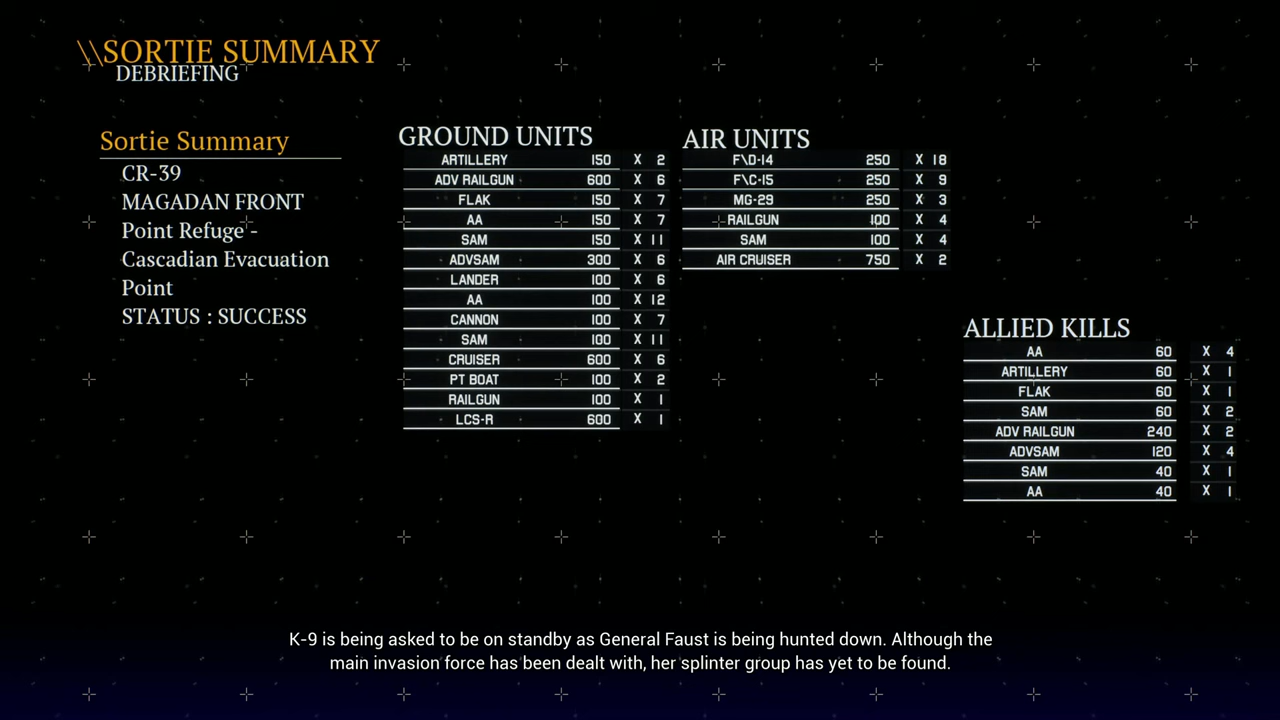 \\SORTIE SUMMARY
DEBRIEFING
Sortie Summary
CR-39
MAGADAN FRONT
Point Refuge -
Cascadian Evacuation
Point
STATUS : SUCCESS
GROUND UNITS
ARTILLERY 150 X 2
ADV RAILGUN 600 X 6
FLAK 150 X 7
AA 150 X 7
SAM 150 X 11
ADVSAM 300 X 6
LANDER 100 X 6
AA 100 X 12
CANNON 100 X 7
SAM 100 X 11
CRUISER 600 X 6
PT BOAT 100 X 2
RAILGUN 100 X 1
LCS-R 600 X 1
AIR UNITS
F\D-14 250 X 18
F\C-15 250 X 9
MG-29 250 X 3
RAILGUN 100 X 4
SAM 100 X 4
AIR CRUISER 750 X 2
ALLIED KILLS
AA 60 X 4
ARTILLERY 60 X 1
FLAK 60 X 1
SAM 60 X 2
ADV RAILGUN 240 X 2
ADVSAM 120 X 4
SAM 40 X 1
AA 40 X 1
K-9 is being asked to be on standby as General Faust is being hunted down. Although the
main invasion force has been dealt with, her splinter group has yet to be found.